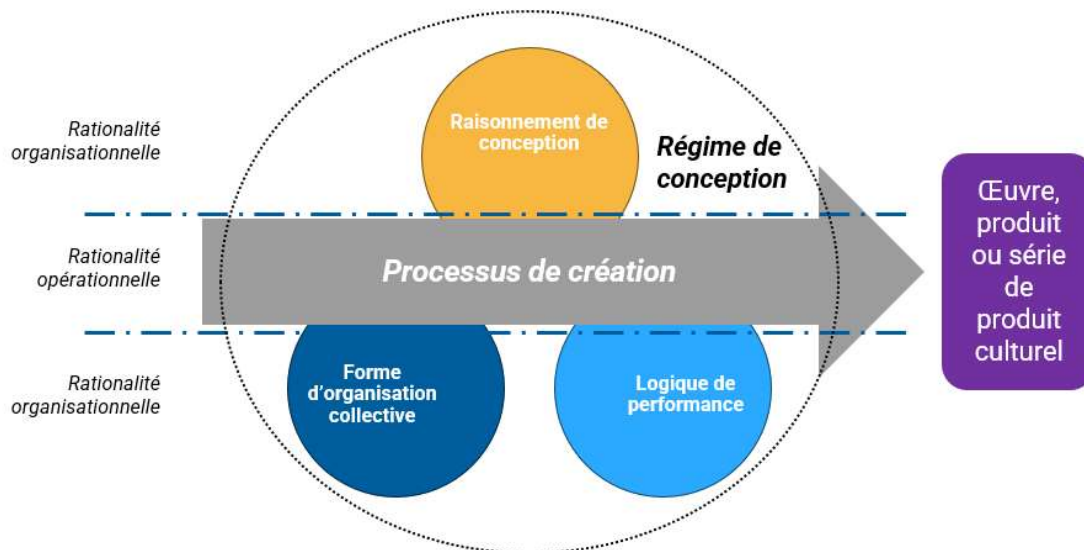 Rationalité
organisationnelle
Raisonnement de
conception
Régime de
conception
Rationalité
opérationnelle
Processus de création
Œuvre,
produit
ou série
de
produit
culturel
Rationalité
organisationnelle
Forme
d'organisation
collective
Logique de
performance